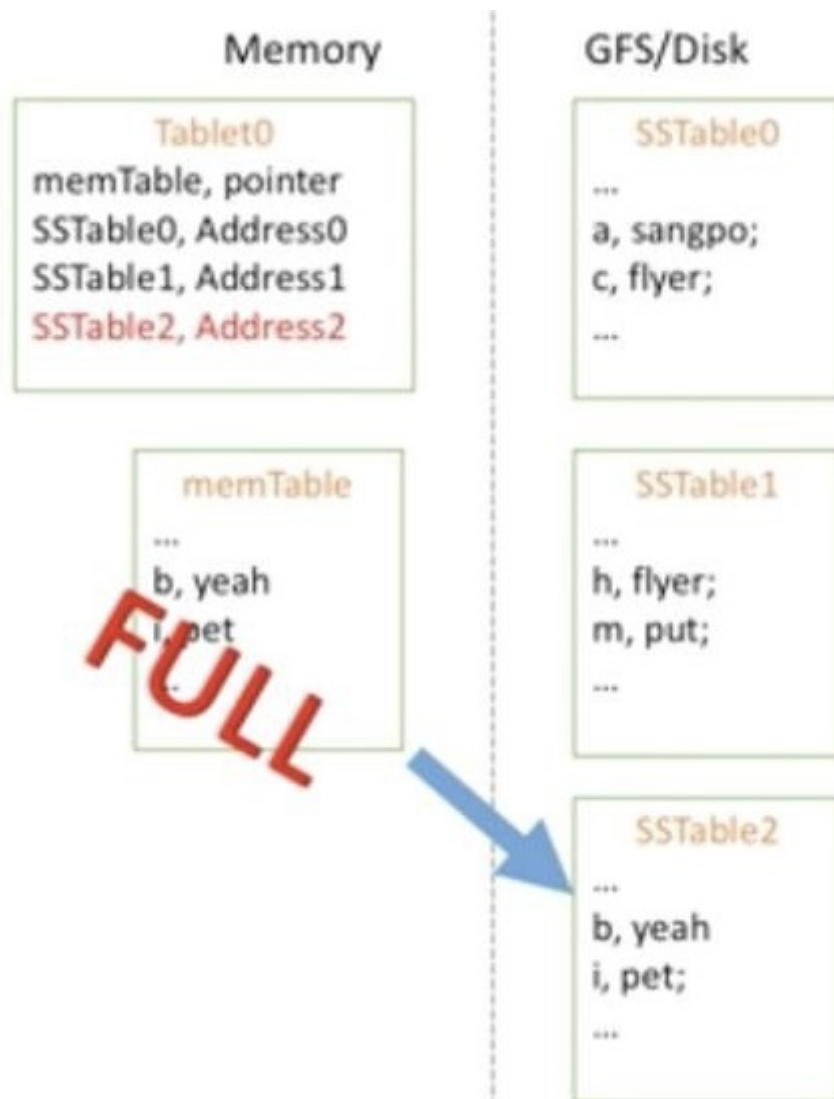 Memory
GFS/Disk
Tablet0
memTable, pointer
SSTable0, Address0
SSTable1, Address1
SSTable2, Address2
SSTable0
...
a, sangpo;
c, flyer;
...
memTable
...
b, yeah
i, pet
...
FULL
SSTable1
...
h, flyer;
m, put;
...
SSTable2
...
b, yeah
i, pet;
...